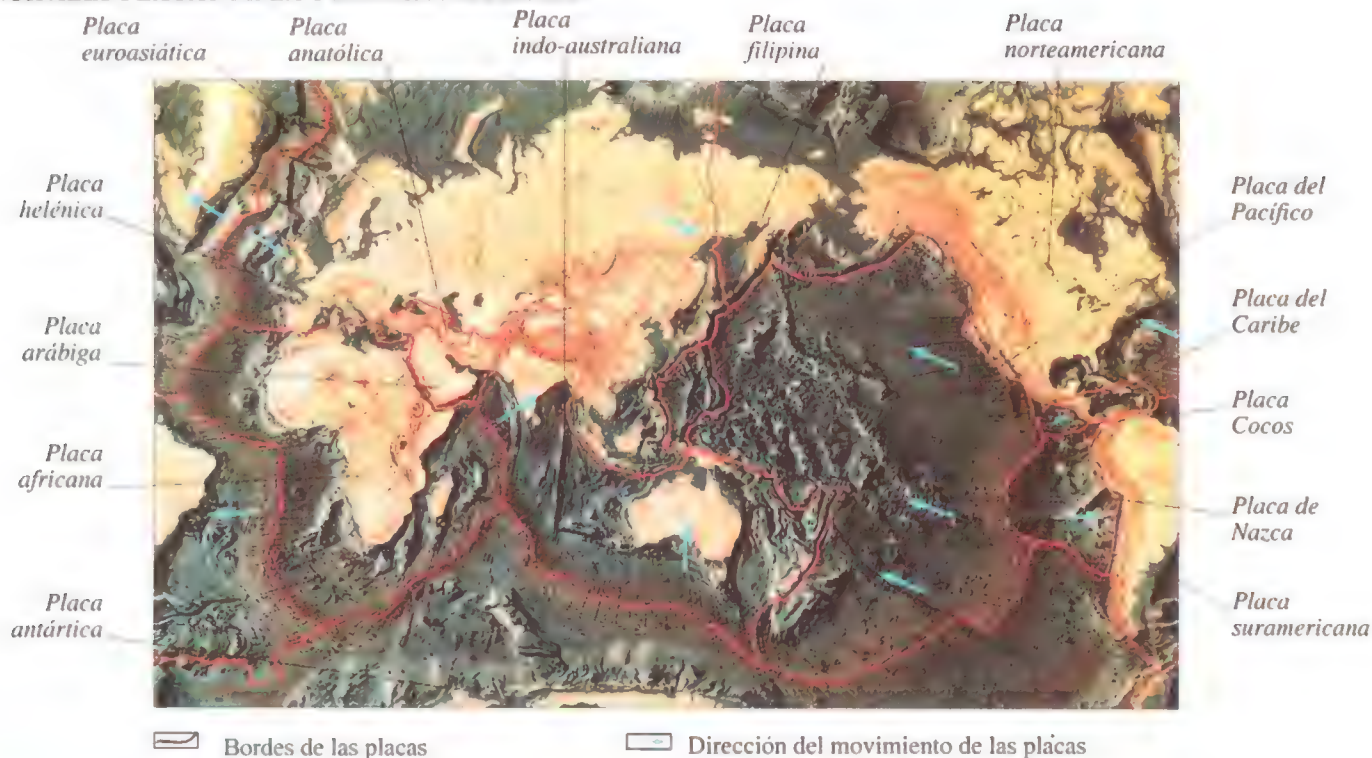 Placa
euroasiática
Placa
anatólica
Placa
indo-australiana
Placa
filipina
Placa
norteamericana
Placa
helénica
Placa
arábiga
Placa
africana
Placa
antártica
Placa del
Pacífico
Placa del
Caribe
Placa
Cocos
Placa de
Nazca
Placa
suramericana
Bordes de las placas
Dirección del movimiento de las placas